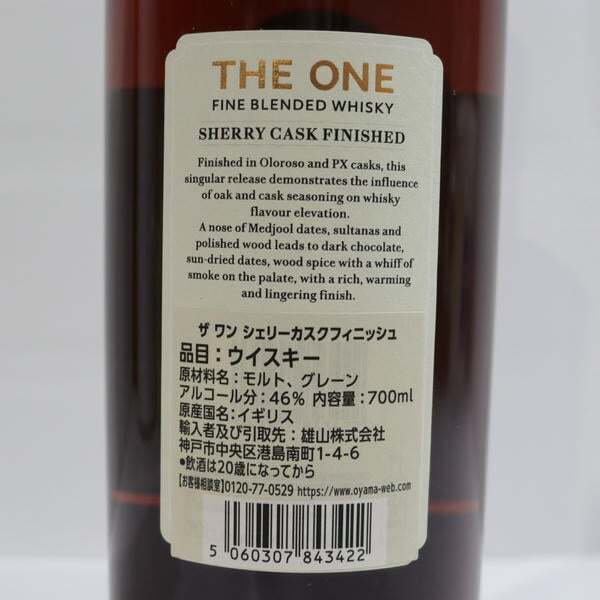 THE ONE
FINE BLENDED WHISKY
SHERRY CASK FINISHED
Finished in Oloroso and PX casks, this
singular release demonstrates the influence
of oak and cask seasoning on whisky
flavour elevation.
A nose of Medjool dates, sultanas and
polished wood leads to dark chocolate,
sun-dried dates, wood spice with a whiff of
smoke on the palate, with a rich, warming
and lingering finish.
ザ ワン シェリーカスクフィニッシュ
品目：ウイスキー
原材料名：モルト、グレーン
アルコール分：46% 内容量：700ml
原産国名：イギリス
輸入者及び引取先：雄山株式会社
神戸市中央区港島南町1-4-6
●飲酒は20歳になってから
【お客様相談室】0120-77-0529 https://www.oyama-web.com
5 060307 843422